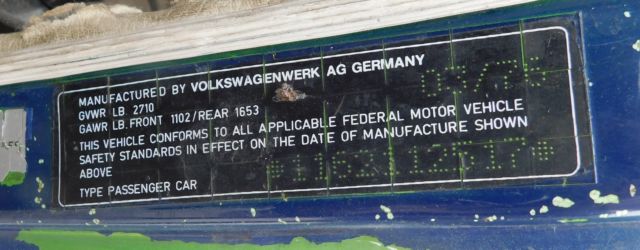 MANUFACTURED BY VOLKSWAGENWERK AG GERMANY
GVWR LB 2710
GAWR LB.FRONT 1102/REAR 1653
THIS VEHICLE CONFORMS TO ALL APPLICABLE FEDERAL MOTOR VEHICLE
SAFETY STANDARDS IN EFFECT ON THE DATE OF MANUFACTURE SHOWN
ABOVE
TYPE PASSENGER CAR